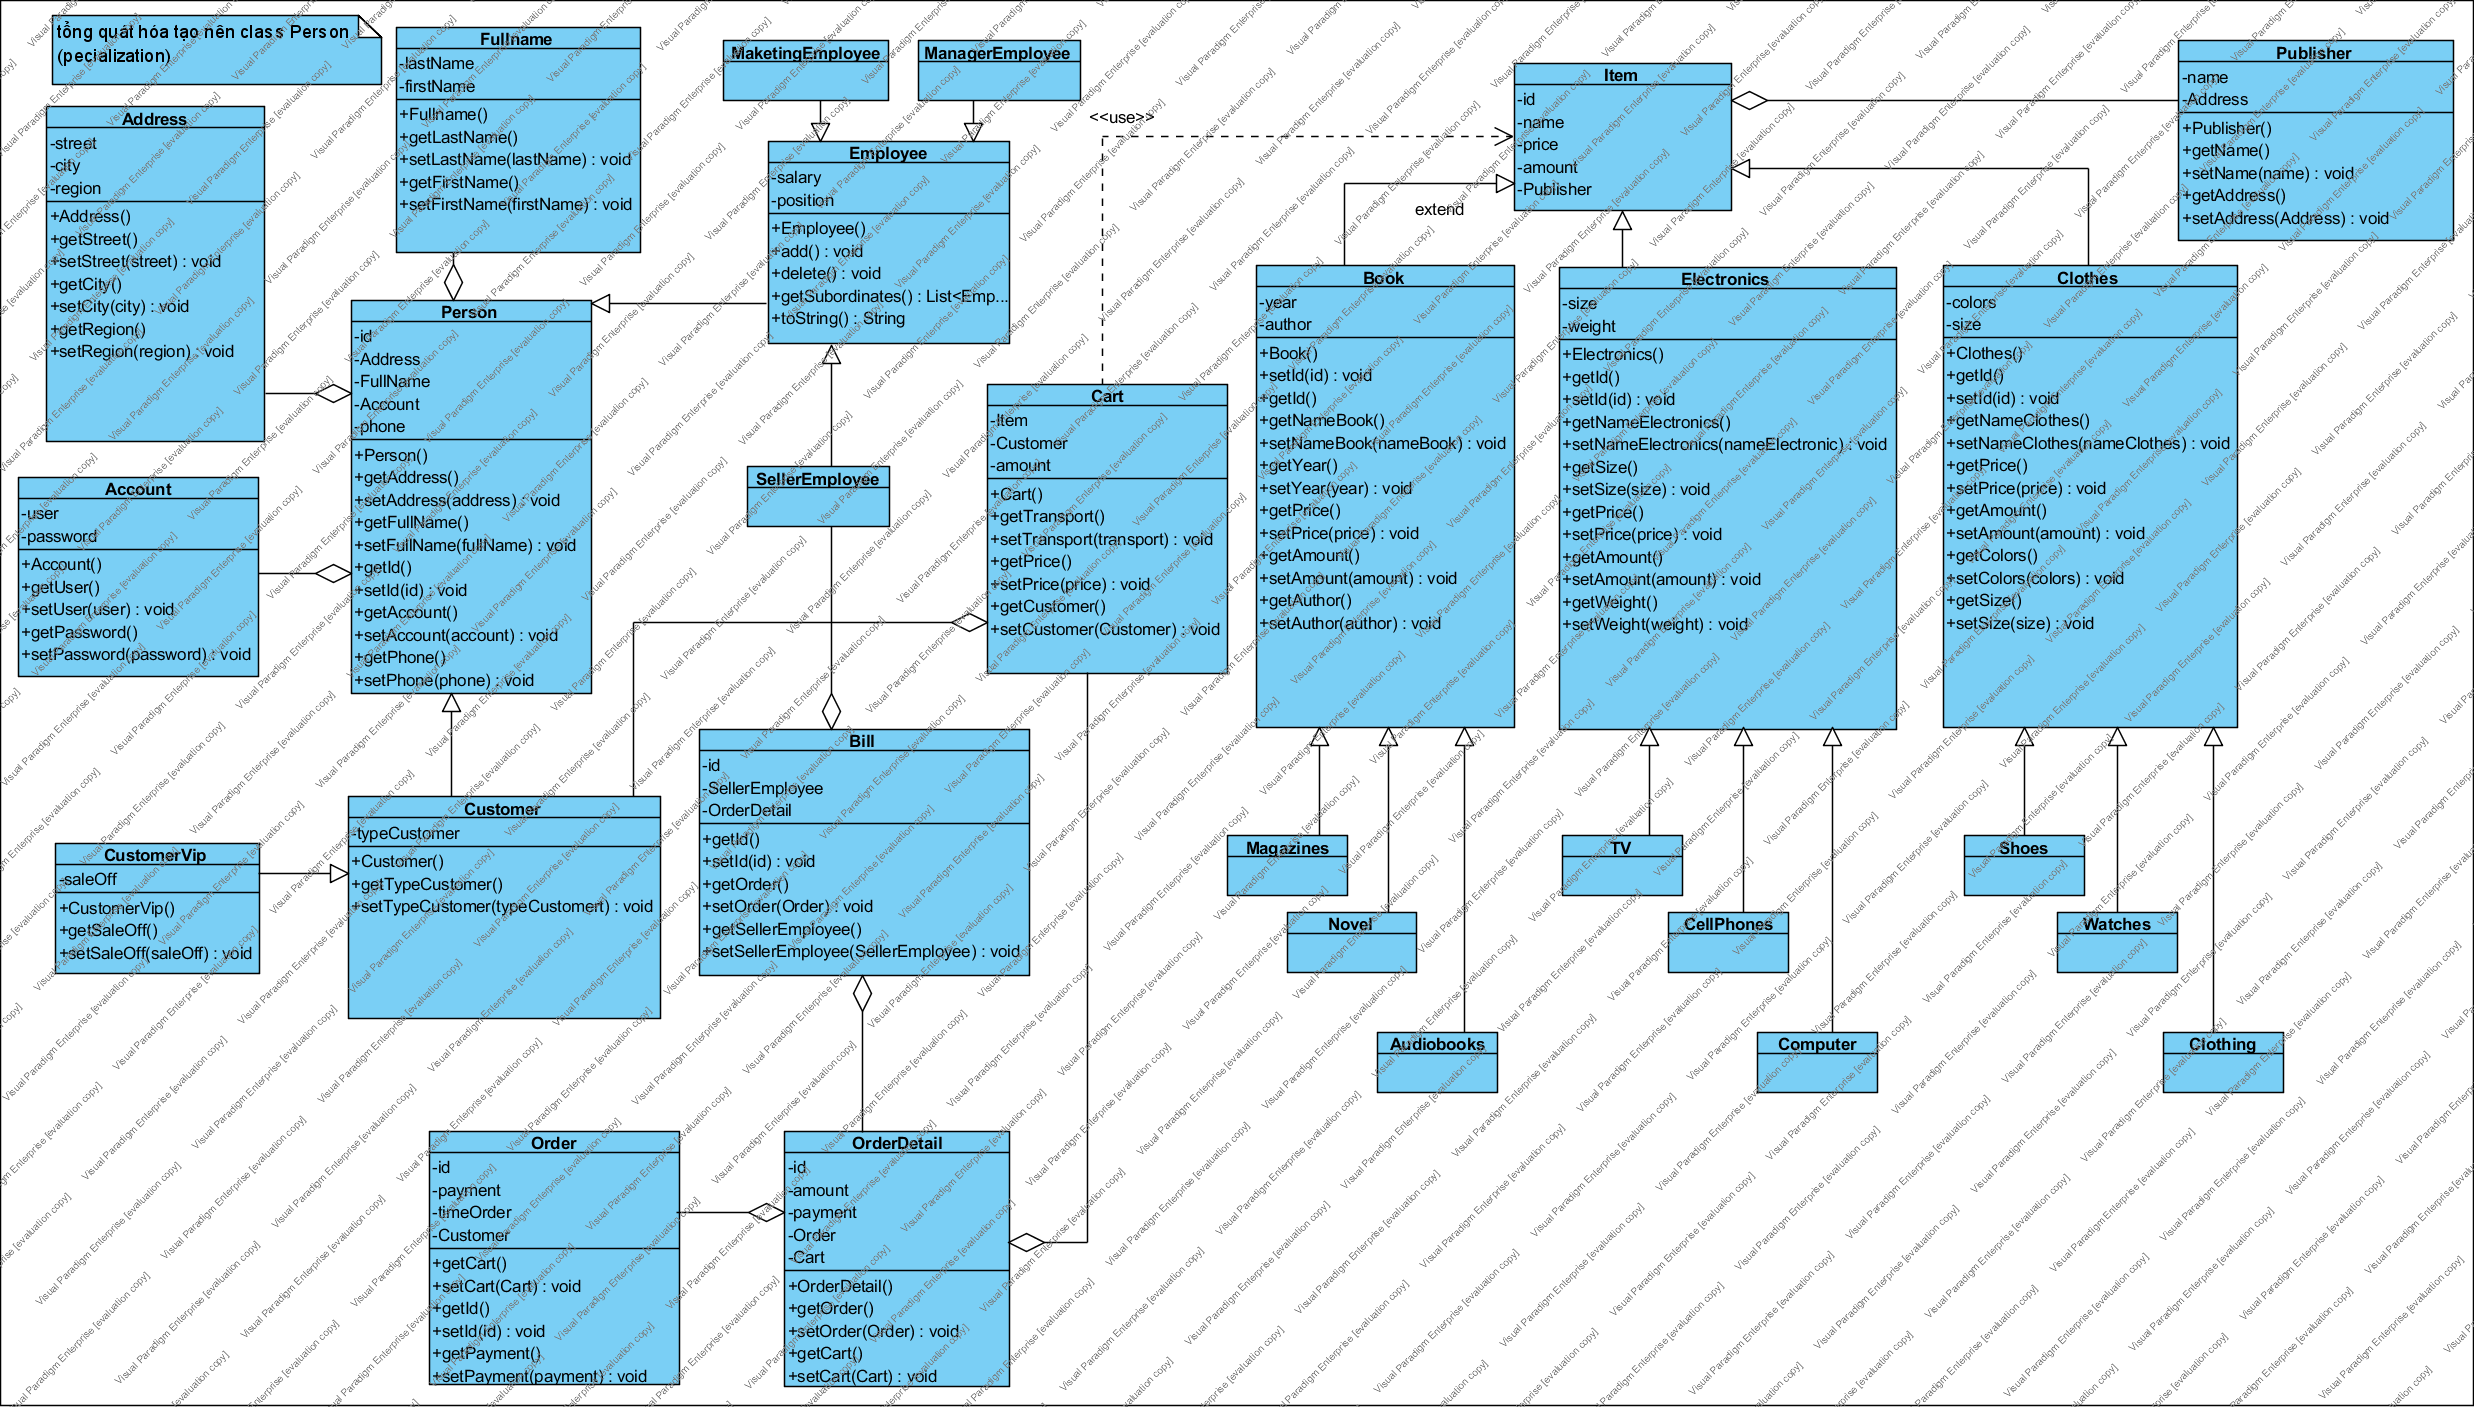 tổng quát hóa tạo nên class Person
(pecialization)
Address
-street
-city
-region
+Address()
+getStreet()
+setStreet(street) : void
+getCity()
+setCity(city) : void
+getRegion()
+setRegion(region) : void
Fullname
-lastName
-firstName
+Fullname()
+getLastName()
+setLastName(lastName) : void
+getFirstName()
+setFirstName(firstName) : void
MaketingEmployee
ManagerEmployee
Employee
-salary
-position
+Employee()
+add() : void
+delete() : void
+getSubordinates() : List<Emp...
+toString() : String
<<use>>
Item
-id
-name
-price
-amount
-Publisher
extend
Publisher
-name
-Address
+Publisher()
+getName()
+setName(name) : void
+getAddress()
+setAddress(Address) : void
Person
-id
-Address
-FullName
-Account
-phone
+Person()
+getAddress()
+setAddress(address) : void
+getFullName()
+setFullName(fullName) : void
+getId()
+setId(id) : void
+getAccount()
+setAccount(account) : void
+getPhone()
+setPhone(phone) : void
Account
-user
-password
+Account()
+getUser()
+setUser(user) : void
+getPassword()
+setPassword(password) : void
SellerEmployee
Cart
-Item
-Customer
-amount
+Cart()
+getTransport()
+setTransport(transport) : void
+getPrice()
+setPrice(price) : void
+getCustomer()
+setCustomer(Customer) : void
Book
-year
-author
+Book()
+setId(id) : void
+getId()
+getNameBook()
+setNameBook(nameBook) : void
+getYear()
+setYear(year) : void
+getPrice()
+setPrice(price) : void
+getAmount()
+setAmount(amount) : void
+getAuthor()
+setAuthor(author) : void
Electronics
-size
-weight
+Electronics()
+getId()
+setId(id) : void
+getNameElectronics()
+setNameElectronics(nameElectronic) : void
+getSize()
+setSize(size) : void
+getPrice()
+setPrice(price) : void
+getAmount()
+setAmount(amount) : void
+getWeight()
+setWeight(weight) : void
Clothes
-colors
-size
+Clothes()
+getId()
+setId(id) : void
+getNameClothes()
+setNameClothes(nameClothes) : void
+getPrice()
+setPrice(price) : void
+getAmount()
+setAmount(amount) : void
+getColors()
+setColors(colors) : void
+getSize()
+setSize(size) : void
Bill
-id
-SellerEmployee
-OrderDetail
+getId()
+setId(id) : void
+getOrder()
+setOrder(Order) : void
+getSellerEmployee()
+setSellerEmployee(SellerEmployee) : void
Customer
-typeCustomer
+Customer()
+getTypeCustomer()
+setTypeCustomer(typeCustomert) : void
CustomerVip
-saleOff
+CustomerVip()
+getSaleOff()
+setSaleOff(saleOff) : void
Magazines
Novel
Audiobooks
TV
CellPhones
Computer
Shoes
Watches
Clothing
Order
-id
-payment
-timeOrder
-Customer
+getCart()
+setCart(Cart) : void
+getId()
+setId(id) : void
+getPayment()
+setPayment(payment) : void
OrderDetail
-id
-amount
-payment
-Order
-Cart
+OrderDetail()
+getOrder()
+setOrder(Order) : void
+getCart()
+setCart(Cart) : void
Visual Paradigm Enterprise [evaluation copy]